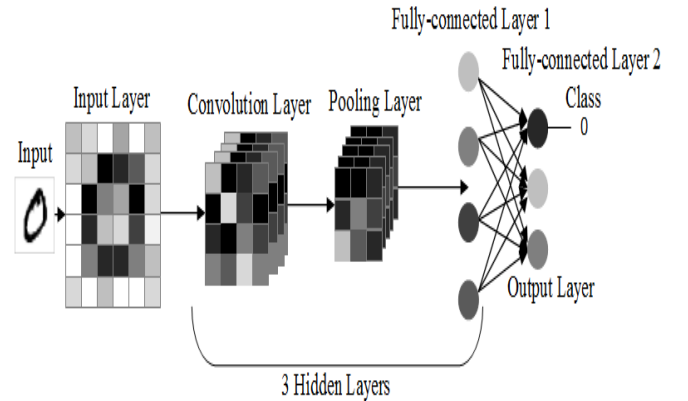 Fully-connected Layer 1
Fully-connected Layer 2
Input Layer
Convolution Layer
Pooling Layer
Class
0
Input
Output Layer
3 Hidden Layers